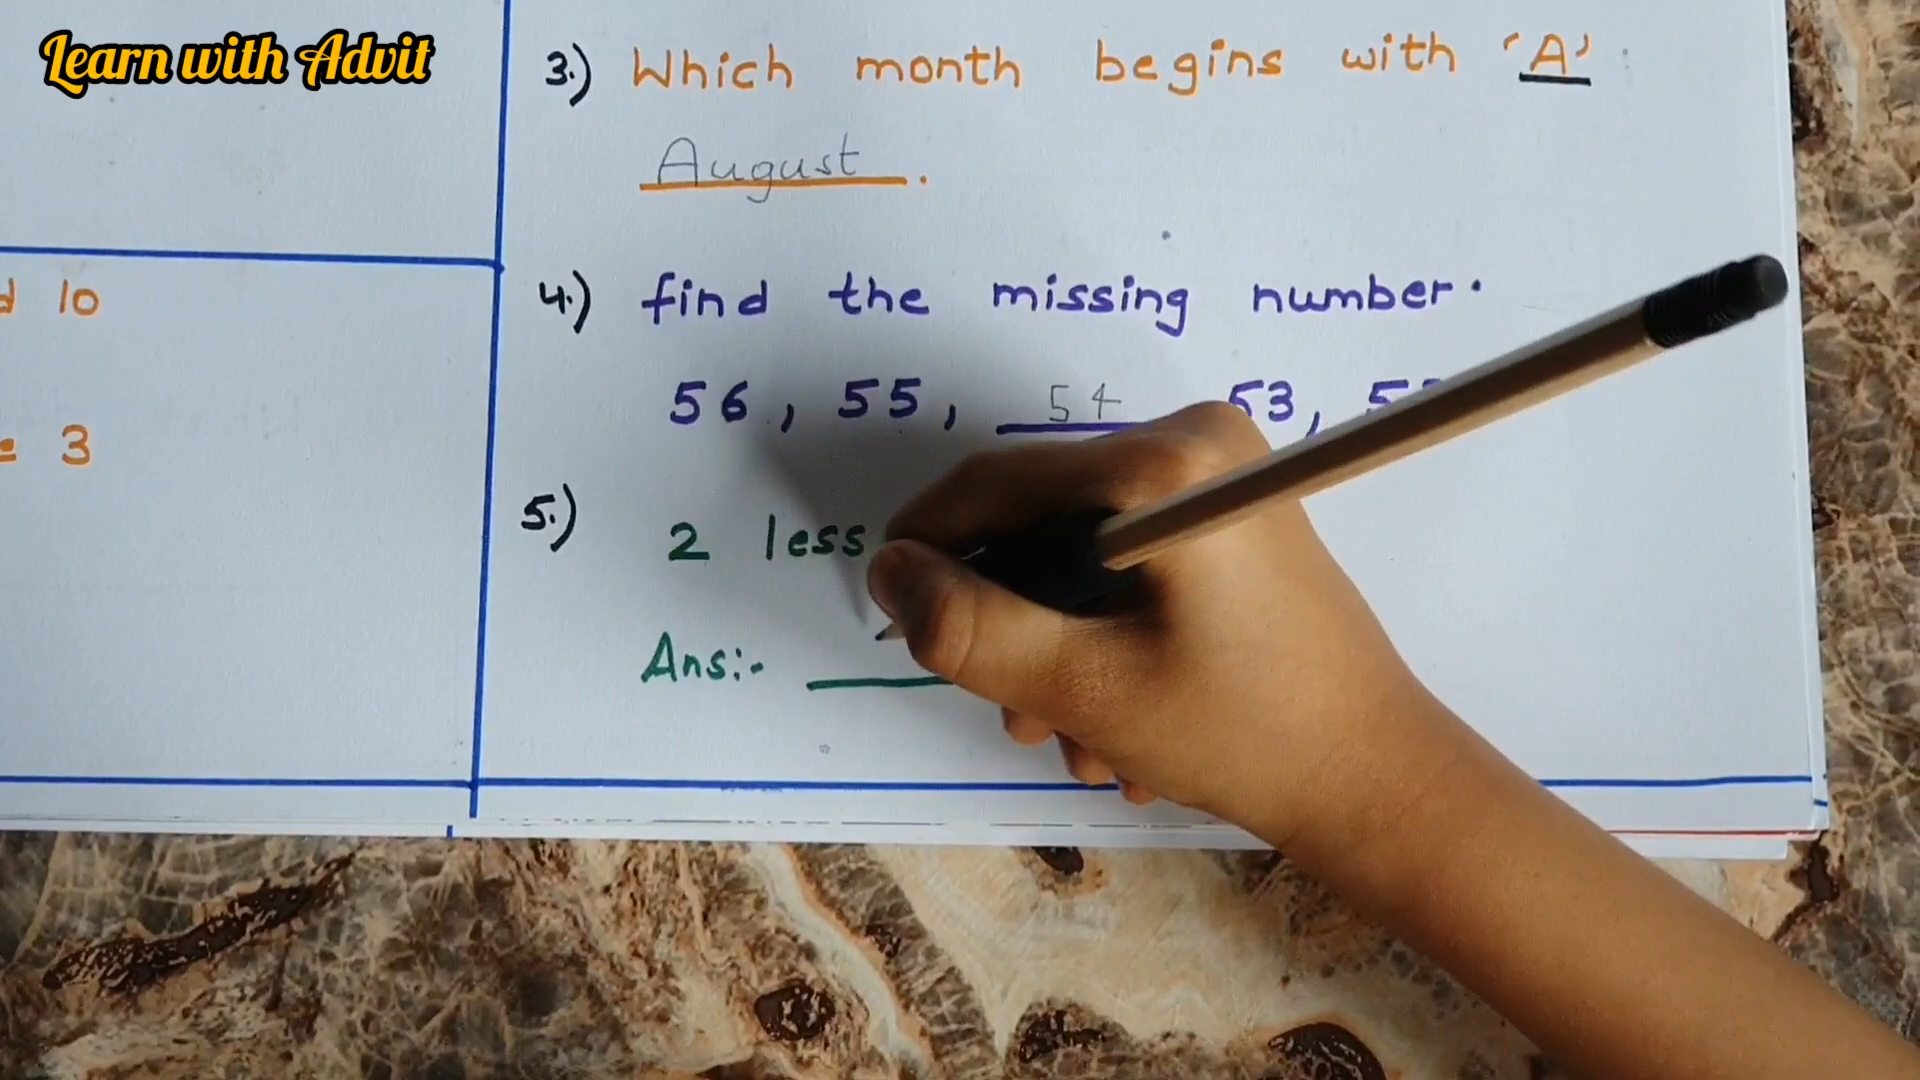 Learn with Advit
3.) Which month begins with 'A'
August .
4.) find the missing number.
56, 55, 54 53,
5.) 2 less
Ans:-
10
3